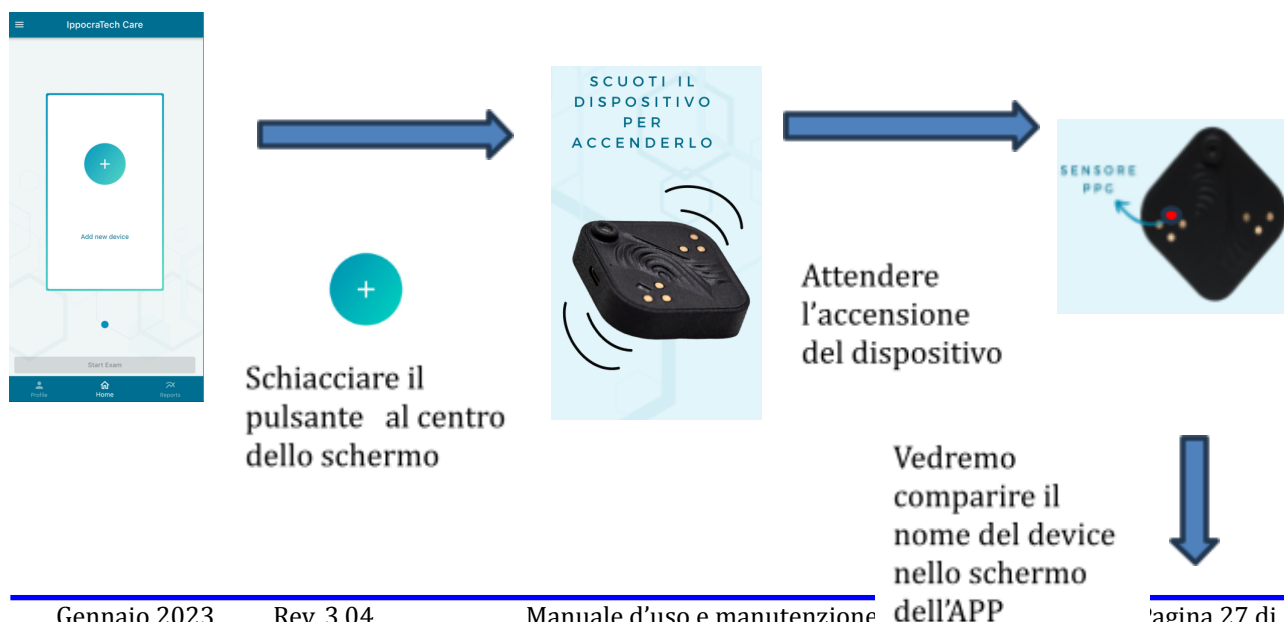 IppocraTech Care
+
Add new device
Start Exam
Profile
Home
Reports
+
Schiacciare il
pulsante al centro
dello schermo
SCUOTI IL
DISPOSITIVO
PER
ACCENDERLO
Attendere
l’accensione
del dispositivo
SENSORE
PPG
Vedremo
comparire il
nome del device
nello schermo
dell’APP
Gennaio 2023 Rev. 3.04 Manuale d’uso e manutenzione Pagina 27 di